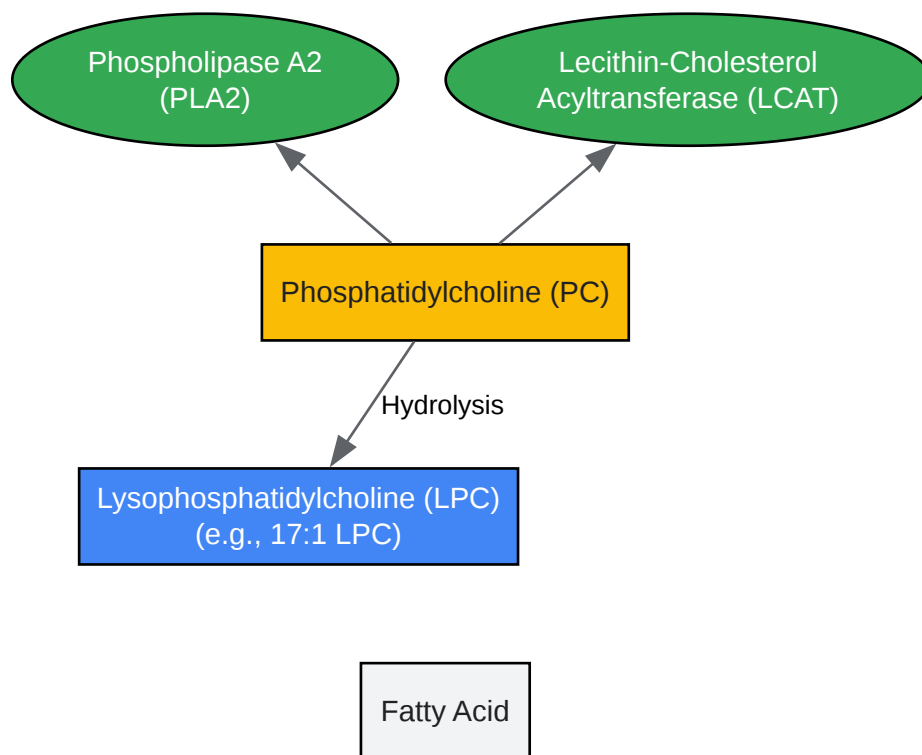 Phospholipase A2
(PLA2)
Lecithin-Cholesterol
Acyltransferase (LCAT)
Phosphatidylcholine (PC)
Hydrolysis
Lysophosphatidylcholine (LPC)
(e.g., 17:1 LPC)
Fatty Acid